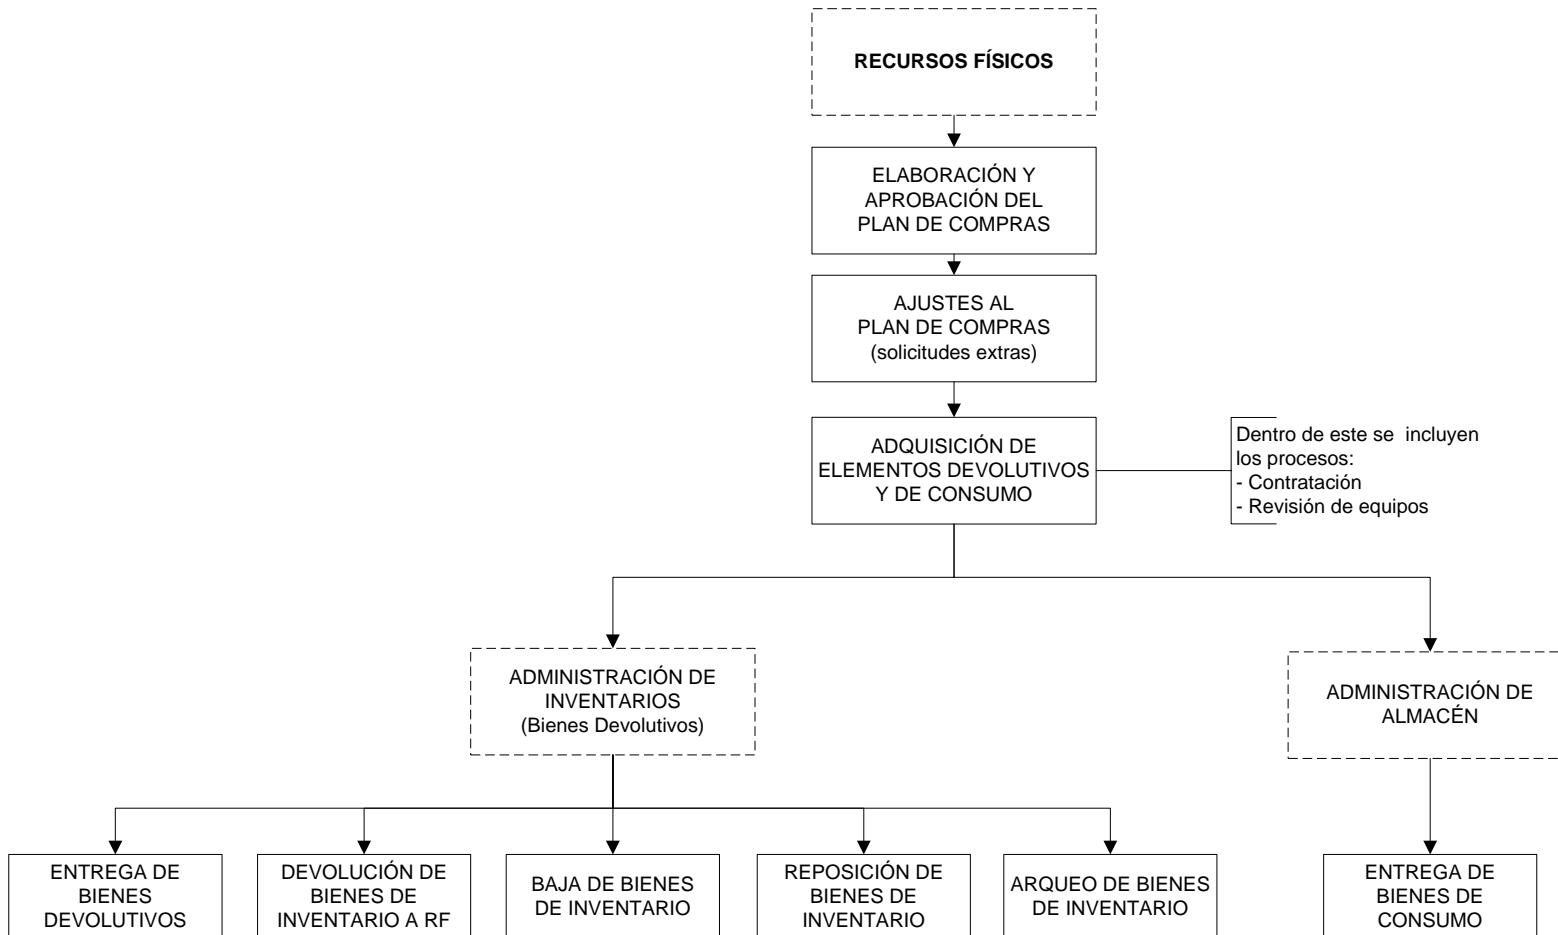 RECURSOS FÍSICOS
ELABORACIÓN Y
APROBACIÓN DEL
PLAN DE COMPRAS
AJUSTES AL
PLAN DE COMPRAS
(solicitudes extras)
ADQUISICIÓN DE
ELEMENTOS DEVOLUTIVOS
Y DE CONSUMO
Dentro de este se incluyen
los procesos:
- Contratación
- Revisión de equipos
ADMINISTRACIÓN DE
INVENTARIOS
(Bienes Devolutivos)
ADMINISTRACIÓN DE
ALMACÉN
ENTREGA DE
BIENES
DEVOLUTIVOS
DEVOLUCIÓN DE
BIENES DE
INVENTARIO A RF
BAJA DE BIENES
DE INVENTARIO
REPOSICIÓN DE
BIENES DE
INVENTARIO
ARQUEO DE BIENES
DE INVENTARIO
ENTREGA DE
BIENES DE
CONSUMO